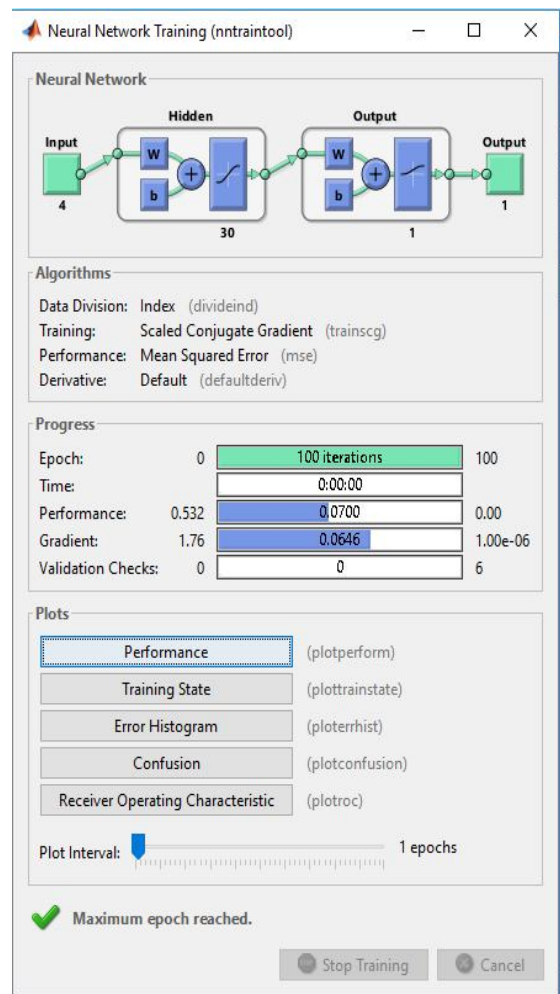 Neural Network Training (nntraintool)
Neural Network
Hidden
Output
Input
Output
W
W
b
b
4
30
1
1
Algorithms
Data Division: Index (divideind)
Training: Scaled Conjugate Gradient (trainscg)
Performance: Mean Squared Error (mse)
Derivative: Default (defaultderiv)
Progress
Epoch: 0 100 iterations 100
Time: 0:00:00
Performance: 0.532 0.0700 0.00
Gradient: 1.76 0.0646 1.00e-06
Validation Checks: 0 0 6
Plots
Performance (plotperform)
Training State (plottrainstate)
Error Histogram (ploterrhist)
Confusion (plotconfusion)
Receiver Operating Characteristic (plotroc)
Plot Interval: 1 epochs
Maximum epoch reached.
Stop Training Cancel